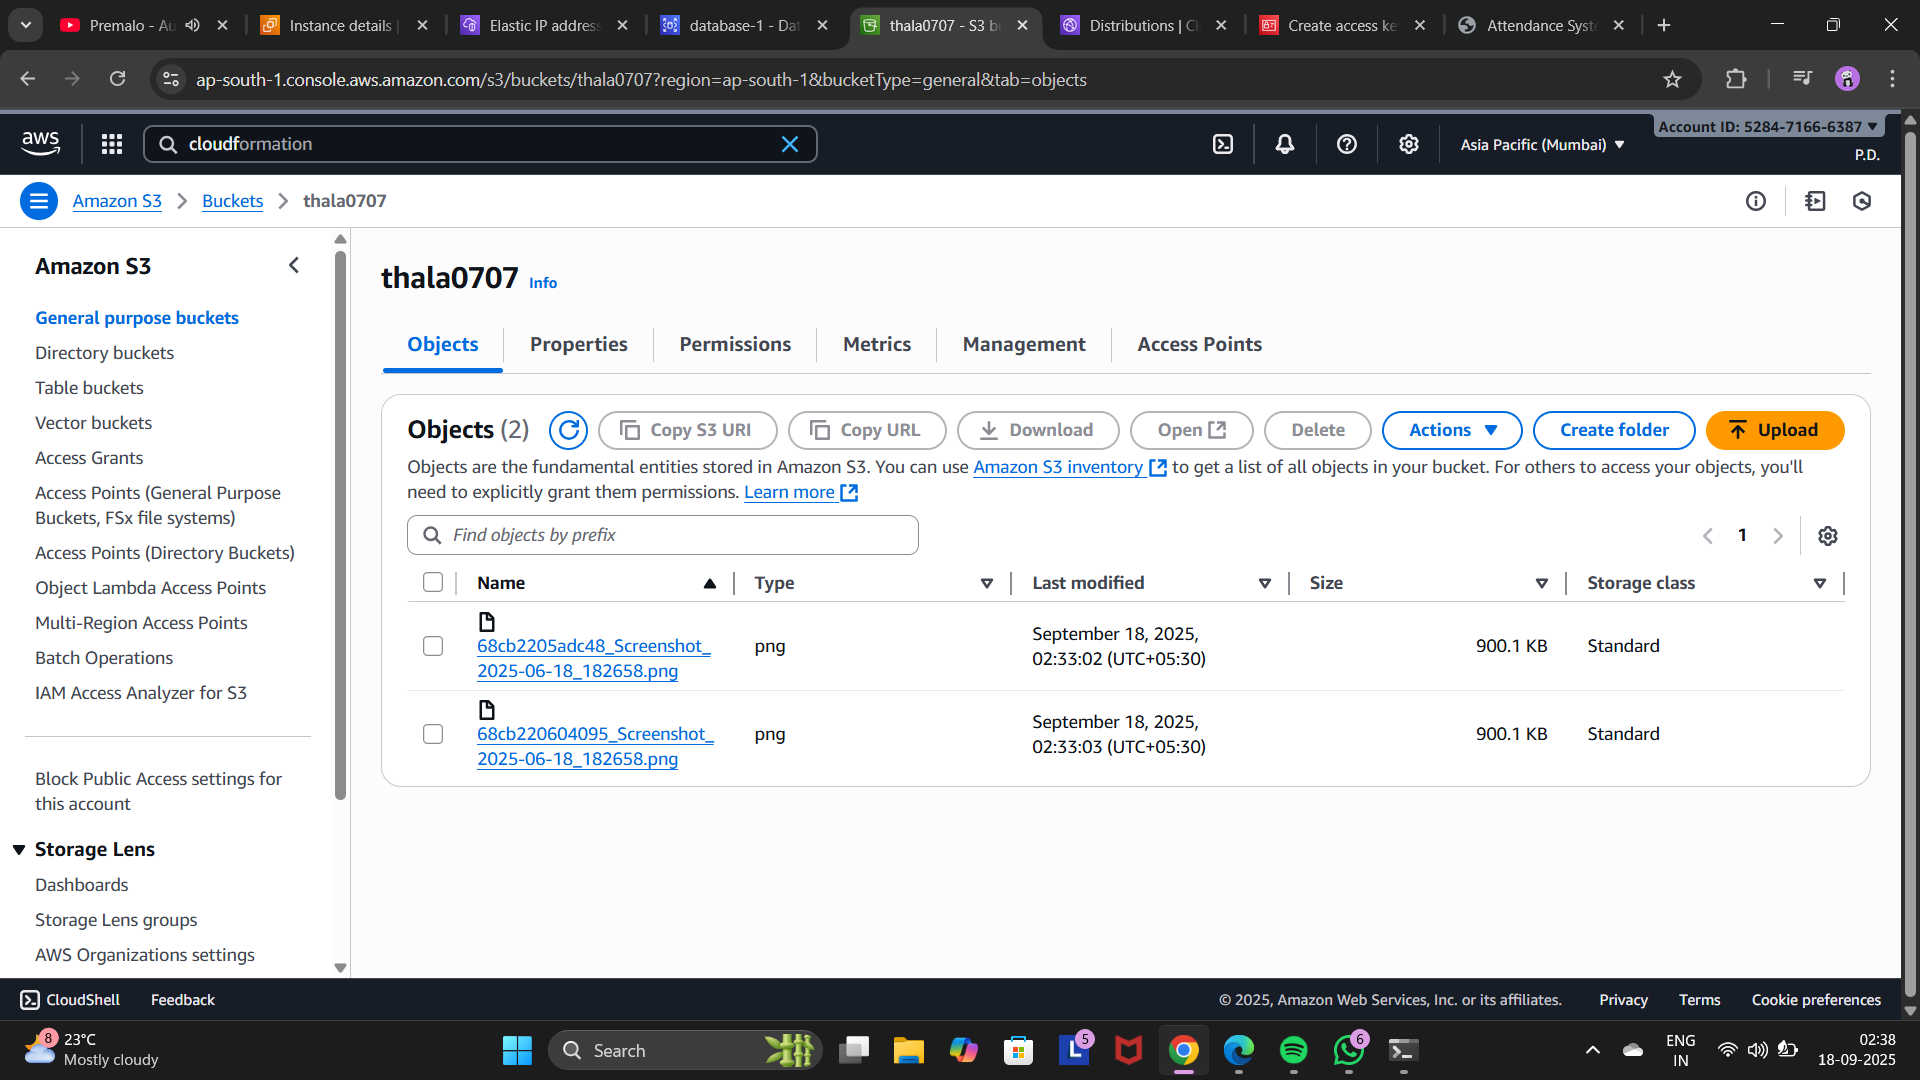 Premalo - Au
Instance details |
Elastic IP address
database-1 - Dat
thala0707 - S3 b
Distributions | Cl
Create access ke
Attendance Syst
ap-south-1.console.aws.amazon.com/s3/buckets/thala0707?region=ap-south-1&bucketType=general&tab=objects
aws
cloudformation
Asia Pacific (Mumbai)
Account ID: 5284-7166-6387
P.D.
Amazon S3
Buckets
thala0707
Amazon S3
General purpose buckets
Directory buckets
Table buckets
Vector buckets
Access Grants
Access Points (General Purpose
Buckets, FSx file systems)
Access Points (Directory Buckets)
Object Lambda Access Points
Multi-Region Access Points
Batch Operations
IAM Access Analyzer for S3
Block Public Access settings for
this account
Storage Lens
Dashboards
Storage Lens groups
AWS Organizations settings
thala0707 Info
Objects
Properties
Permissions
Metrics
Management
Access Points
Objects (2)
Copy S3 URI
Copy URL
Download
Open
Delete
Actions
Create folder
Upload
Objects are the fundamental entities stored in Amazon S3. You can use Amazon S3 inventory to get a list of all objects in your bucket. For others to access your objects, you'll
need to explicitly grant them permissions. Learn more
Find objects by prefix
1
Name
Type
Last modified
Size
Storage class
68cb2205adc48_Screenshot_
2025-06-18_182658.png
png
September 18, 2025,
02:33:02 (UTC+05:30)
900.1 KB
Standard
68cb220604095_Screenshot_
2025-06-18_182658.png
png
September 18, 2025,
02:33:03 (UTC+05:30)
900.1 KB
Standard
CloudShell
Feedback
© 2025, Amazon Web Services, Inc. or its affiliates.
Privacy
Terms
Cookie preferences
8
23°C
Mostly cloudy
Search
L
5
6
ENG
IN
02:38
18-09-2025